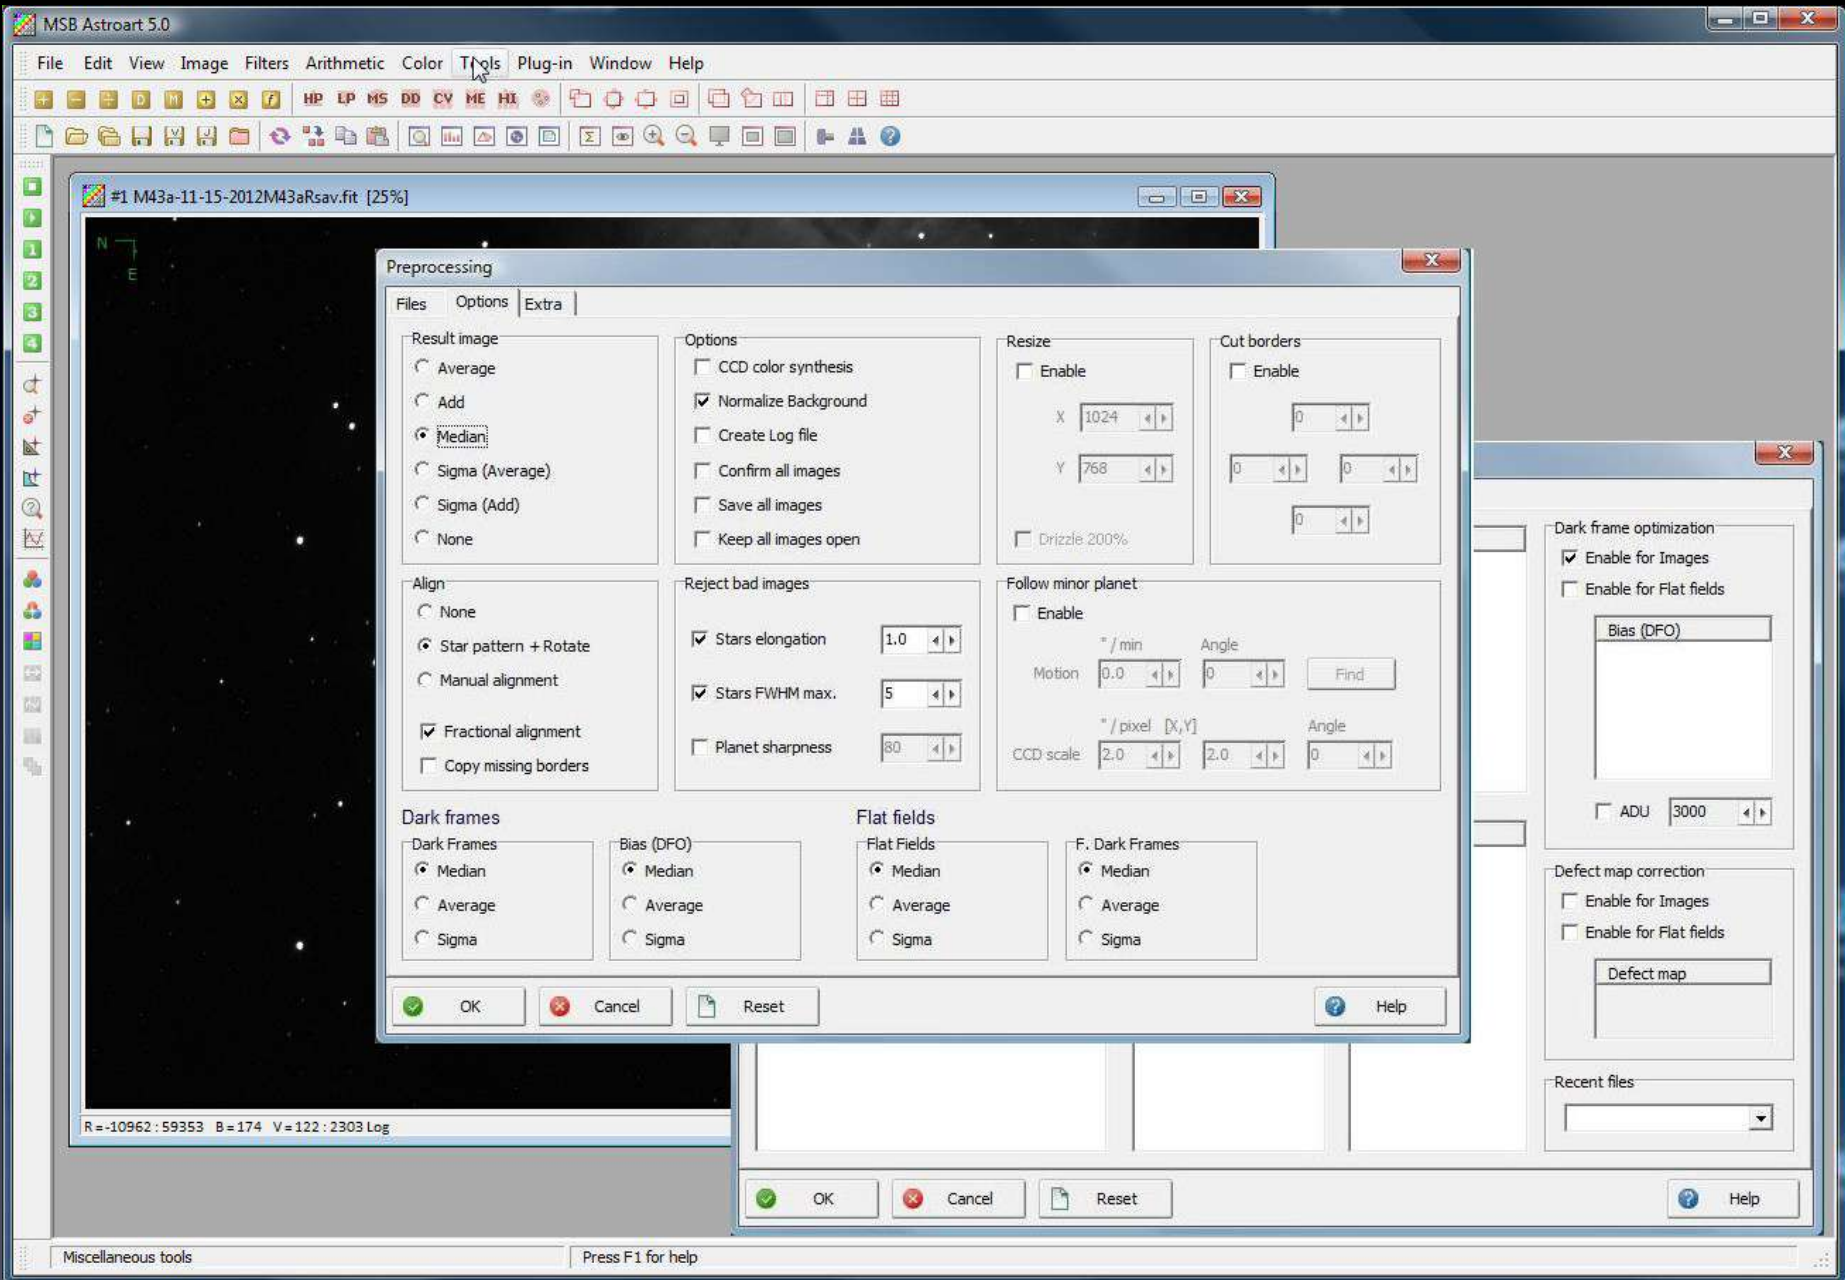 MSB Astroart 5.0
File Edit View Image Filters Arithmetic Color Tools Plug-in Window Help
D M f HP LP MS DD CV ME HI
#1 M43a-11-15-2012M43aRsav.fit [25%]
N
E
1
2
3
4
Preprocessing
Files Options Extra
Result image
Average
Add
Median
Sigma (Average)
Sigma (Add)
None
Options
CCD color synthesis
Normalize Background
Create Log file
Confirm all images
Save all images
Keep all images open
Resize
Enable
X 1024
Y 768
Drizzle 200%
Cut borders
Enable
0
0 0
0
Align
None
Star pattern + Rotate
Manual alignment
Fractional alignment
Copy missing borders
Reject bad images
Stars elongation 1.0
Stars FWHM max. 5
Planet sharpness 80
Follow minor planet
Enable
" / min Angle
Motion 0.0 0 Find
" / pixel [X,Y] Angle
CCD scale 2.0 2.0 0
Dark frames
Dark Frames
Median
Average
Sigma
Bias (DFO)
Median
Average
Sigma
Flat fields
Flat Fields
Median
Average
Sigma
F. Dark Frames
Median
Average
Sigma
OK Cancel Reset Help
Dark frame optimization
Enable for Images
Enable for Flat fields
Bias (DFO)
ADU 3000
Defect map correction
Enable for Images
Enable for Flat fields
Defect map
Recent files
OK Cancel Reset Help
R=-10962:59353 B=174 V=122:2303 Log
Miscellaneous tools Press F1 for help